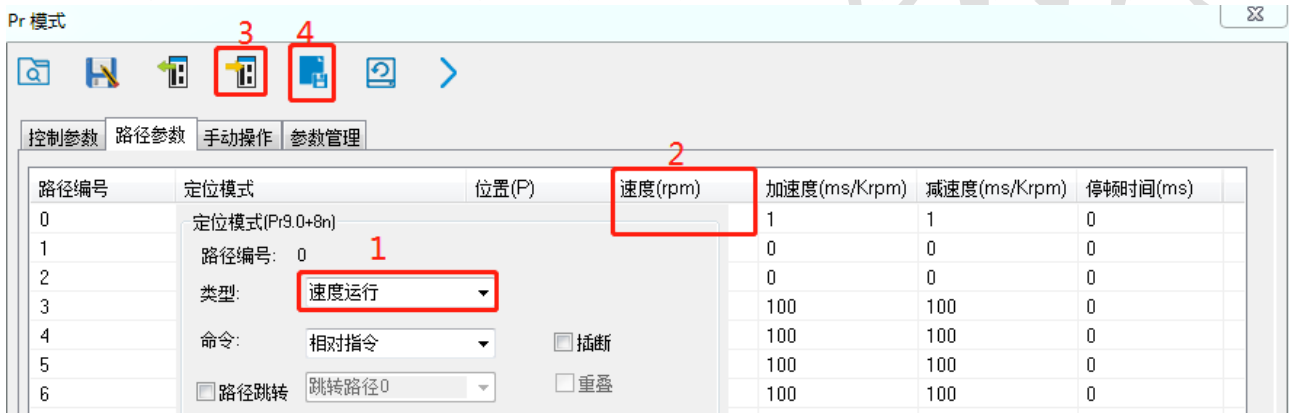 Pr 模式
3 4
控制参数 路径参数 手动操作 参数管理
2
路径编号 定位模式 位置(P) 速度(rpm) 加速度(ms/Krpm) 减速度(ms/Krpm) 停顿时间(ms)
0 定位模式(Pr9.0+8n) 1 1 0
1 路径编号: 0 1 0 0 0
2 类型: 速度运行 0 0 0
3 100 100 0
4 命令: 相对指令 插断 100 100 0
5 100 100 0
6 路径跳转 跳转路径0 重叠 100 100 0